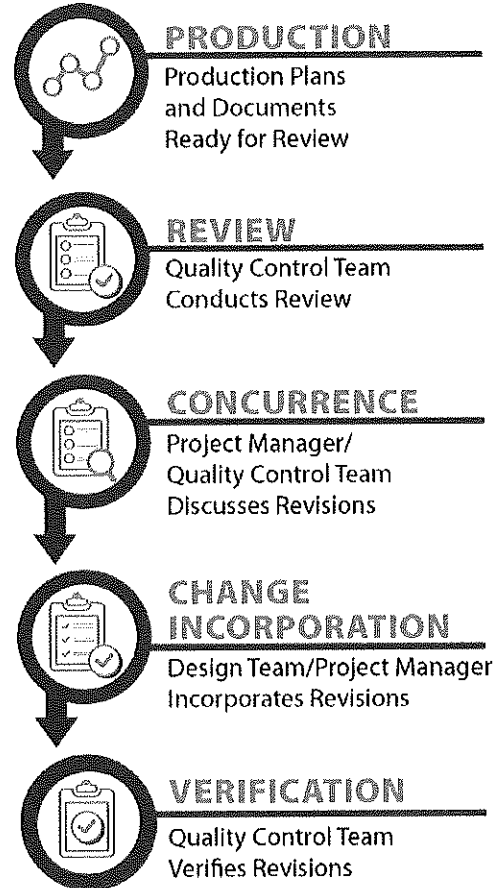 PRODUCTION
Production Plans
and Documents
Ready for Review
REVIEW
Quality Control Team
Conducts Review
CONCURRENCE
Project Manager/
Quality Control Team
Discusses Revisions
CHANGE
INCORPORATION
Design Team/Project Manager
Incorporates Revisions
VERIFICATION
Quality Control Team
Verifies Revisions